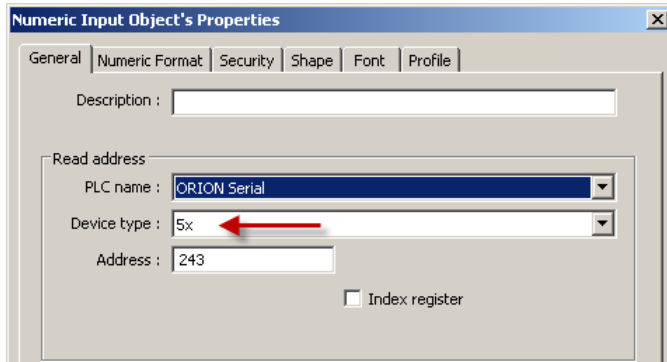 Numeric Input Object's Properties
General Numeric Format Security Shape Font Profile
Description :
Read address
PLC name : ORION Serial
Device type : 5x
Address : 243
Index register